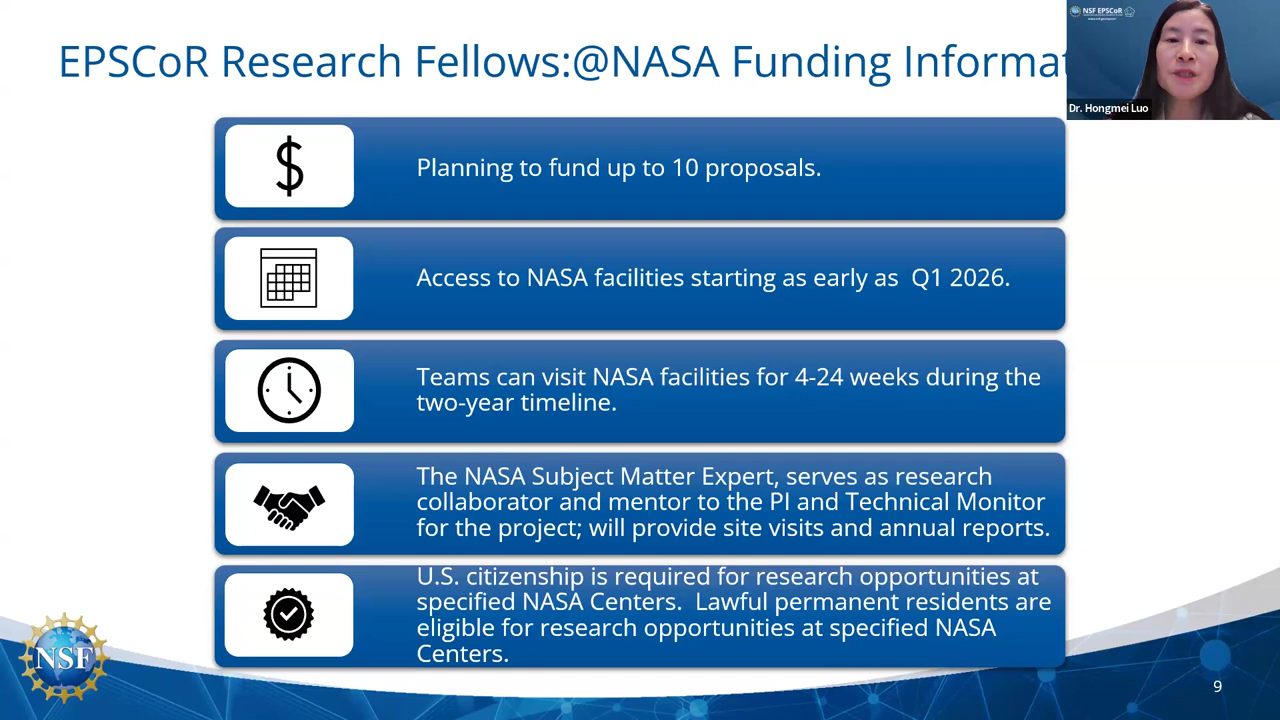 EPSCoR Research Fellows:@NASA Funding Informat
NSF EPSCoR
Dr. Hongmei Luo
$
Planning to fund up to 10 proposals.
Access to NASA facilities starting as early as Q1 2026.
Teams can visit NASA facilities for 4-24 weeks during the
two-year timeline.
The NASA Subject Matter Expert, serves as research
collaborator and mentor to the PI and Technical Monitor
for the project; will provide site visits and annual reports.
U.S. citizenship is required for research opportunities at
specified NASA Centers. Lawful permanent residents are
eligible for research opportunities at specified NASA
Centers.
NSF
9